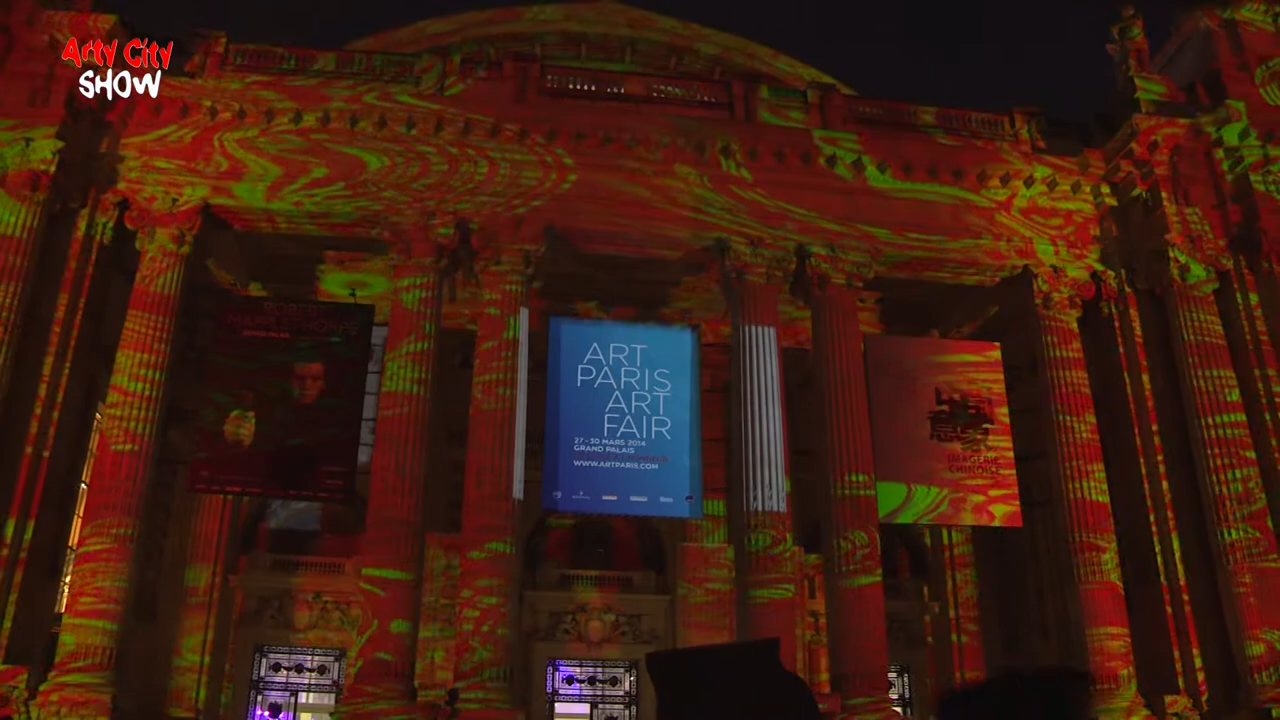 Arty City
SHOW
ROBERT
MAPPLETHORPE
ART
PARIS
ART
FAIR
27 - 30 MARS 2014
GRAND PALAIS
WWW.ARTPARIS.COM
IMAGERIE
CHINOISE